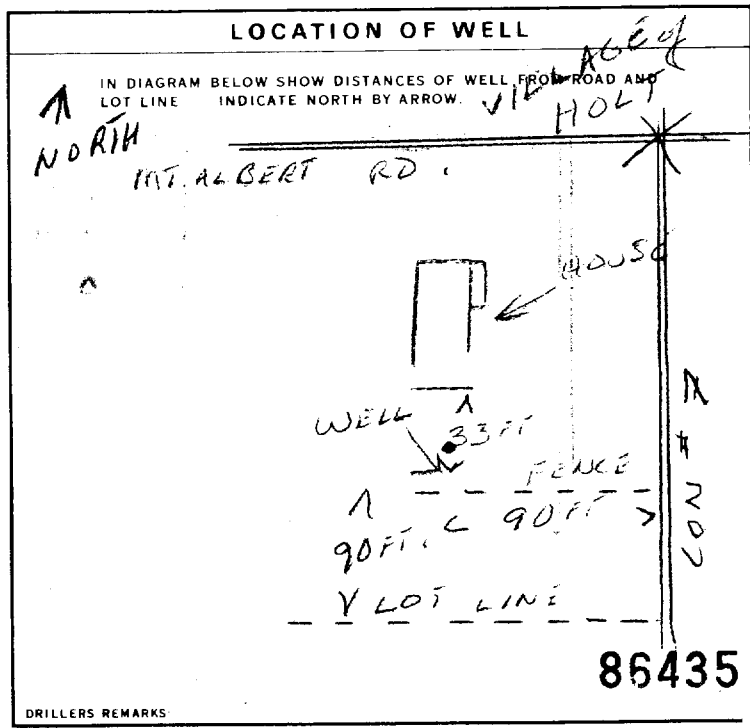 LOCATION OF WELL
IN DIAGRAM BELOW SHOW DISTANCES OF WELL FROM ROAD AND
LOT LINE INDICATE NORTH BY ARROW.
VILLAGE of
HOLT
NORTH
MT. ALBERT RD.
HOUSE
WELL
33 FT
FENCE
90 FT
90 FT.
CON #
LOT LINE
86435
DRILLERS REMARKS